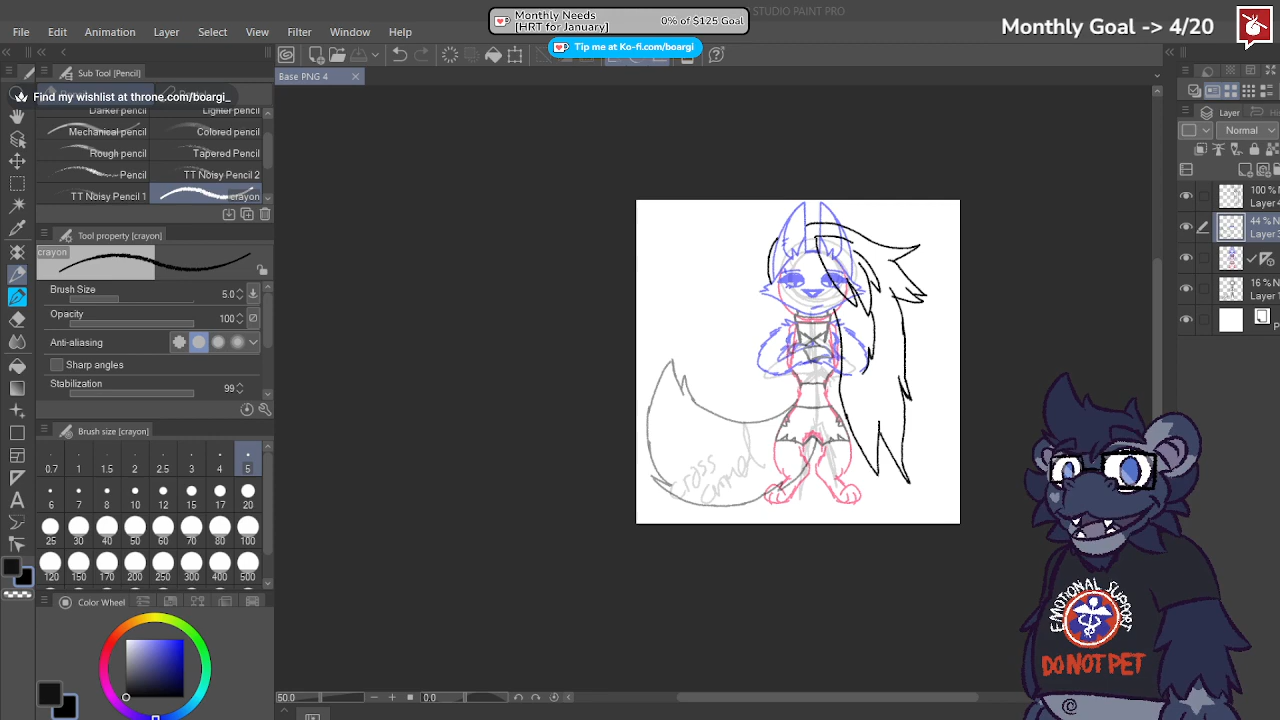 Monthly Needs
[HRT for January]
0% of $125 Goal
STUDIO PAINT PRO
Monthly Goal -> 4/20
File Edit Animation Layer Select View Filter Window Help
Tip me at Ko-fi.com/boargi
Sub Tool [Pencil]
Base PNG 4
Find my wishlist at throne.com/boargi_
Darker pencil Lighter pencil
Mechanical pencil Colored pencil
Rough pencil Tapered Pencil
Pencil TT Noisy Pencil 2
TT Noisy Pencil 1 crayon
Layer
Normal
100 % N
Layer 4
44 % N
Layer 3
16 % N
Layer
Tool property [crayon]
crayon
Brush Size 5.0
Opacity 100
Anti-aliasing
Sharp angles
Stabilization 99
Brush size [crayon]
0.7 1 1.5 2 2.5 3 4 5
6 7 8 10 12 15 17 20
25 30 40 50 60 70 80 100
120 150 170 200 250 300 400 500
Color Wheel
cross
armed
50.0
0.0
EMOTIONAL SUPPORT
DO NOT PET